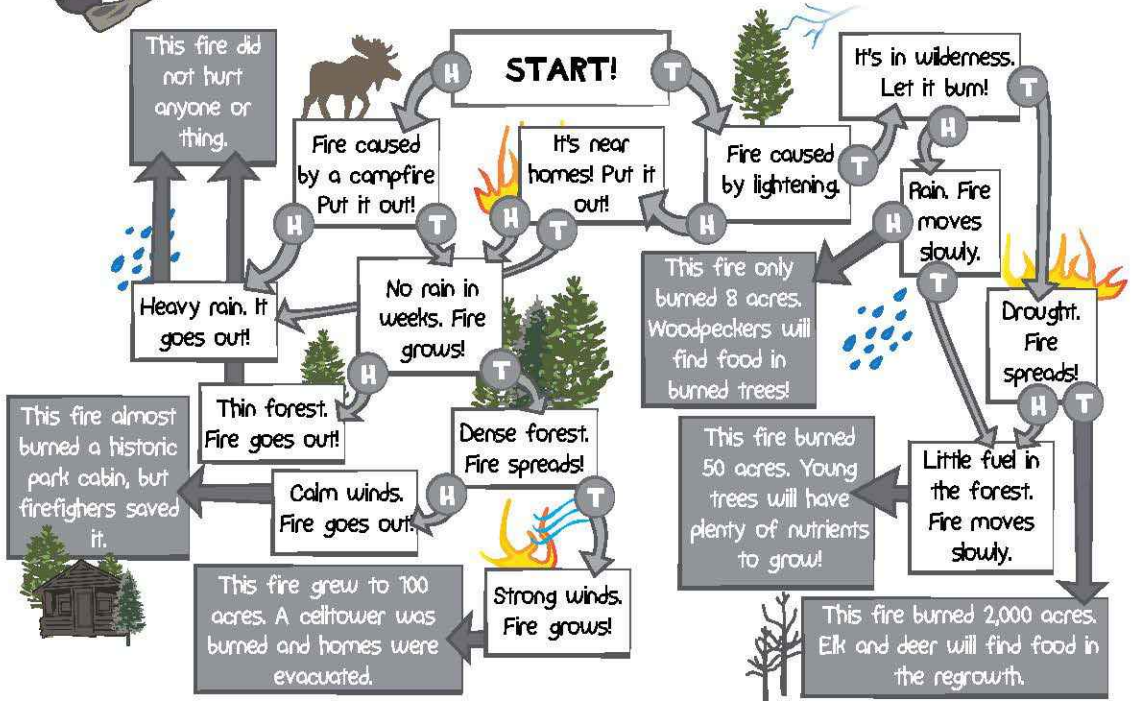 START!
H
T
This fire did
not hurt
anyone or
thing.
Fire caused
by a campfire
Put it out!
H
T
It's near
homes! Put it
out!
H
T
Fire caused
by lightening.
H
T
It's in wilderness.
Let it burn!
H
T
Rain. Fire
moves
slowly.
H
T
Heavy rain. It
goes out!
No rain in
weeks. Fire
grows!
H
T
This fire only
burned 8 acres.
Woodpeckers will
find food in
burned trees!
Drought.
Fire
spreads!
H
T
Thin forest.
Fire goes out!
Dense forest.
Fire spreads!
H
T
This fire almost
burned a historic
park cabin, but
firefighers saved
it.
Calm winds.
Fire goes out!
This fire burned
50 acres. Young
trees will have
plenty of nutrients
to grow!
Little fuel in
the forest.
Fire moves
slowly.
This fire grew to 100
acres. A celltower was
burned and homes were
evacuated.
Strong winds.
Fire grows!
This fire burned 2,000 acres.
Elk and deer will find food in
the regrowth.